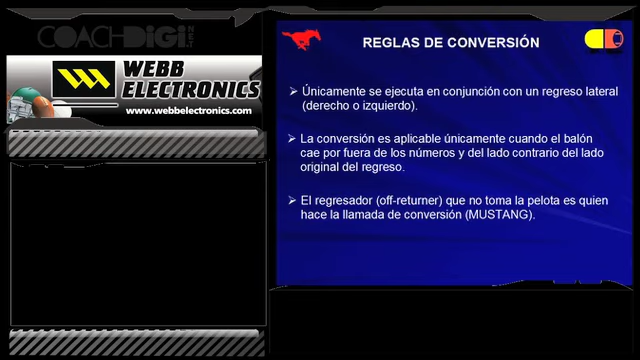 COACHDiGi.NET
WEBB
ELECTRONICS
www.webbelectronics.com
REGLAS DE CONVERSIÓN
➢ Únicamente se ejecuta en conjunción con un regreso lateral
(derecho o izquierdo).
➢ La conversión es aplicable únicamente cuando el balón
cae por fuera de los números y del lado contrario del lado
original del regreso.
➢ El regresador (off-returner) que no toma la pelota es quien
hace la llamada de conversión (MUSTANG).